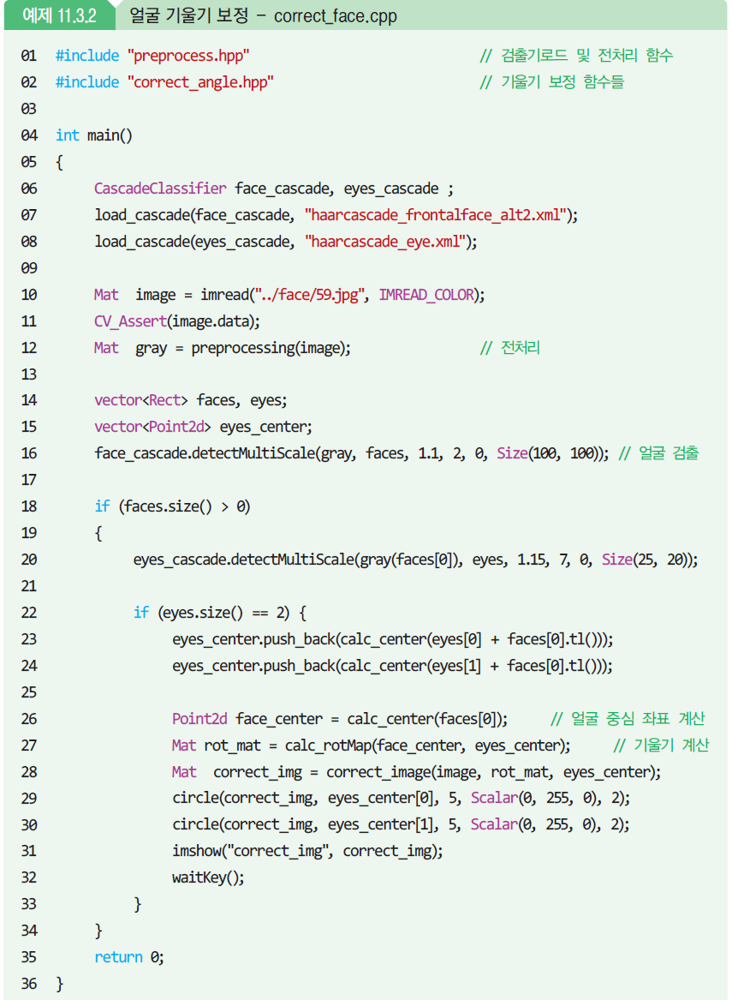 예제 11.3.2 얼굴 기울기 보정 - correct_face.cpp
01 #include "preprocess.hpp" // 검출기로드 및 전처리 함수
02 #include "correct_angle.hpp" // 기울기 보정 함수들
03
04 int main()
05 {
06 CascadeClassifier face_cascade, eyes_cascade ;
07 load_cascade(face_cascade, "haarcascade_frontalface_alt2.xml");
08 load_cascade(eyes_cascade, "haarcascade_eye.xml");
09
10 Mat image = imread("../face/59.jpg", IMREAD_COLOR);
11 CV_Assert(image.data);
12 Mat gray = preprocessing(image); // 전처리
13
14 vector<Rect> faces, eyes;
15 vector<Point2d> eyes_center;
16 face_cascade.detectMultiScale(gray, faces, 1.1, 2, 0, Size(100, 100)); // 얼굴 검출
17
18 if (faces.size() > 0)
19 {
20 eyes_cascade.detectMultiScale(gray(faces[0]), eyes, 1.15, 7, 0, Size(25, 20));
21
22 if (eyes.size() == 2) {
23 eyes_center.push_back(calc_center(eyes[0] + faces[0].tl()));
24 eyes_center.push_back(calc_center(eyes[1] + faces[0].tl()));
25
26 Point2d face_center = calc_center(faces[0]); // 얼굴 중심 좌표 계산
27 Mat rot_mat = calc_rotMap(face_center, eyes_center); // 기울기 계산
28 Mat correct_img = correct_image(image, rot_mat, eyes_center);
29 circle(correct_img, eyes_center[0], 5, Scalar(0, 255, 0), 2);
30 circle(correct_img, eyes_center[1], 5, Scalar(0, 255, 0), 2);
31 imshow("correct_img", correct_img);
32 waitKey();
33 }
34 }
35 return 0;
36 }